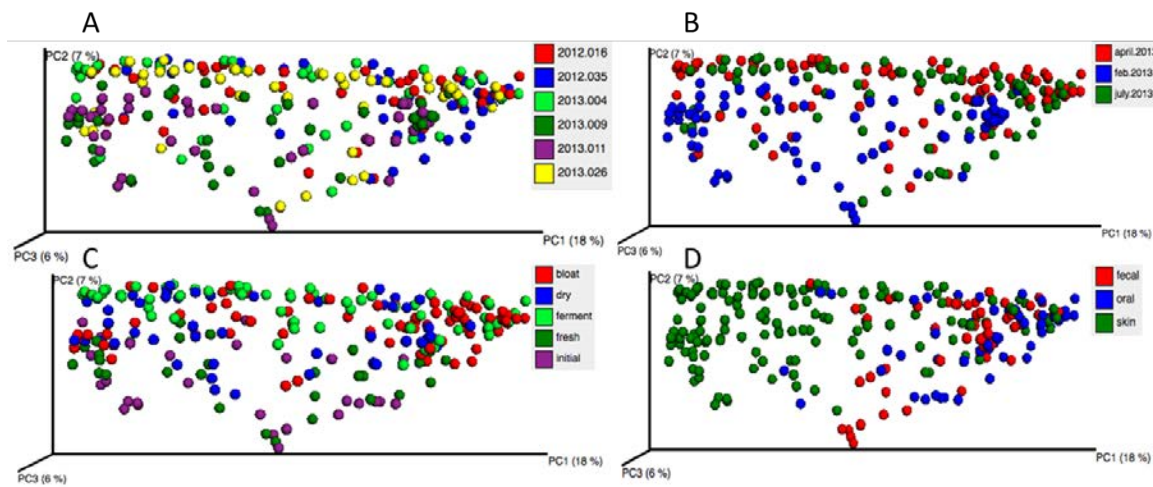 A
PC2 (7 %)
2012.016
2012.035
2013.004
2013.009
2013.011
2013.026
PC1 (18 %)
PC3 (6 %)
B
PC2 (7 %)
april.2013
feb.2013
july.2013
PC1 (18 %)
PC3 (6 %)
C
PC2 (7 %)
bloat
dry
ferment
fresh
initial
PC1 (18 %)
PC3 (6 %)
D
PC2 (7 %)
fecal
oral
skin
PC1 (18 %)
PC3 (6 %)